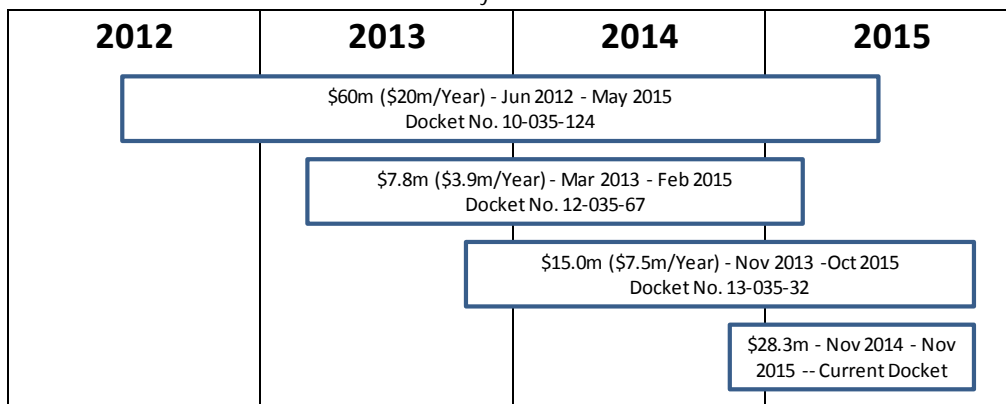 2012 2013 2014 2015
$60m ($20m/Year) - Jun 2012 - May 2015
Docket No. 10-035-124
$7.8m ($3.9m/Year) - Mar 2013 - Feb 2015
Docket No. 12-035-67
$15.0m ($7.5m/Year) - Nov 2013 -Oct 2015
Docket No. 13-035-32
$28.3m - Nov 2014 - Nov
2015 -- Current Docket